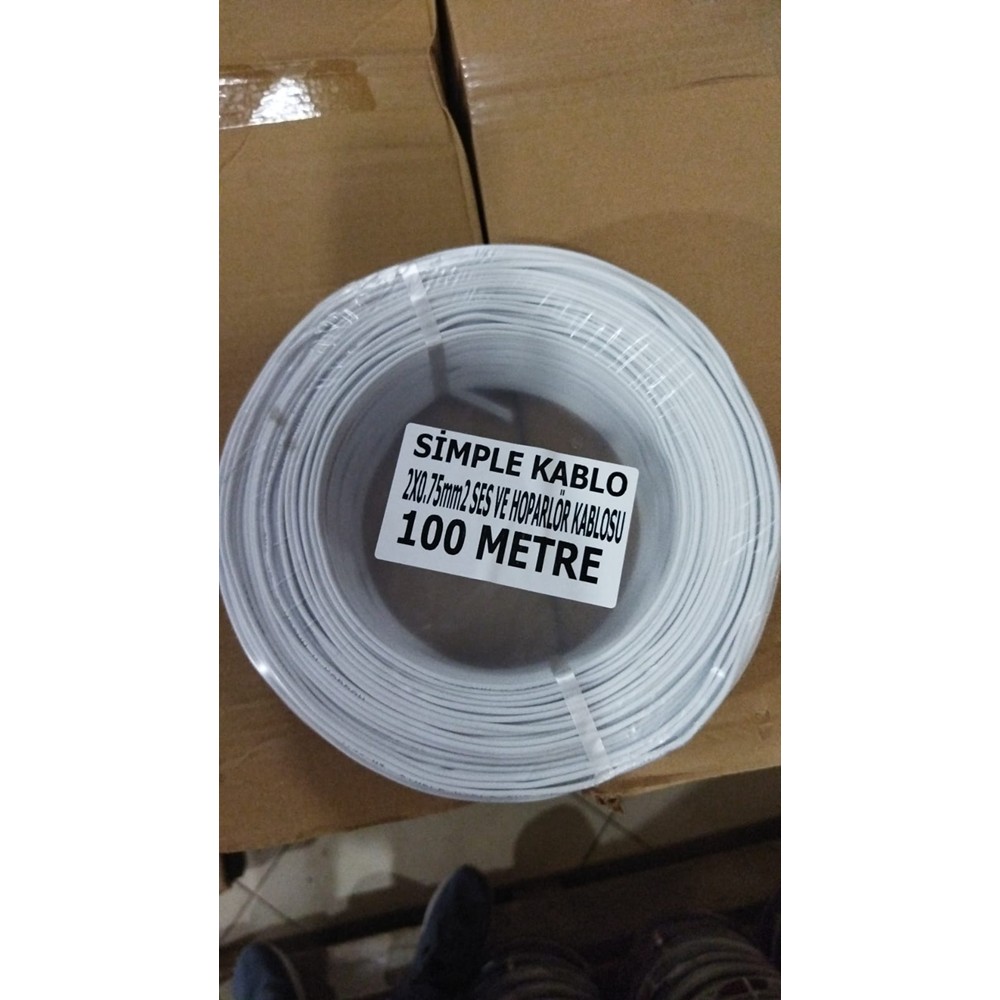 SİMPLE KABLO
2X0.75mm2 SES VE HOPARLÖR KABLOSU
100 METRE